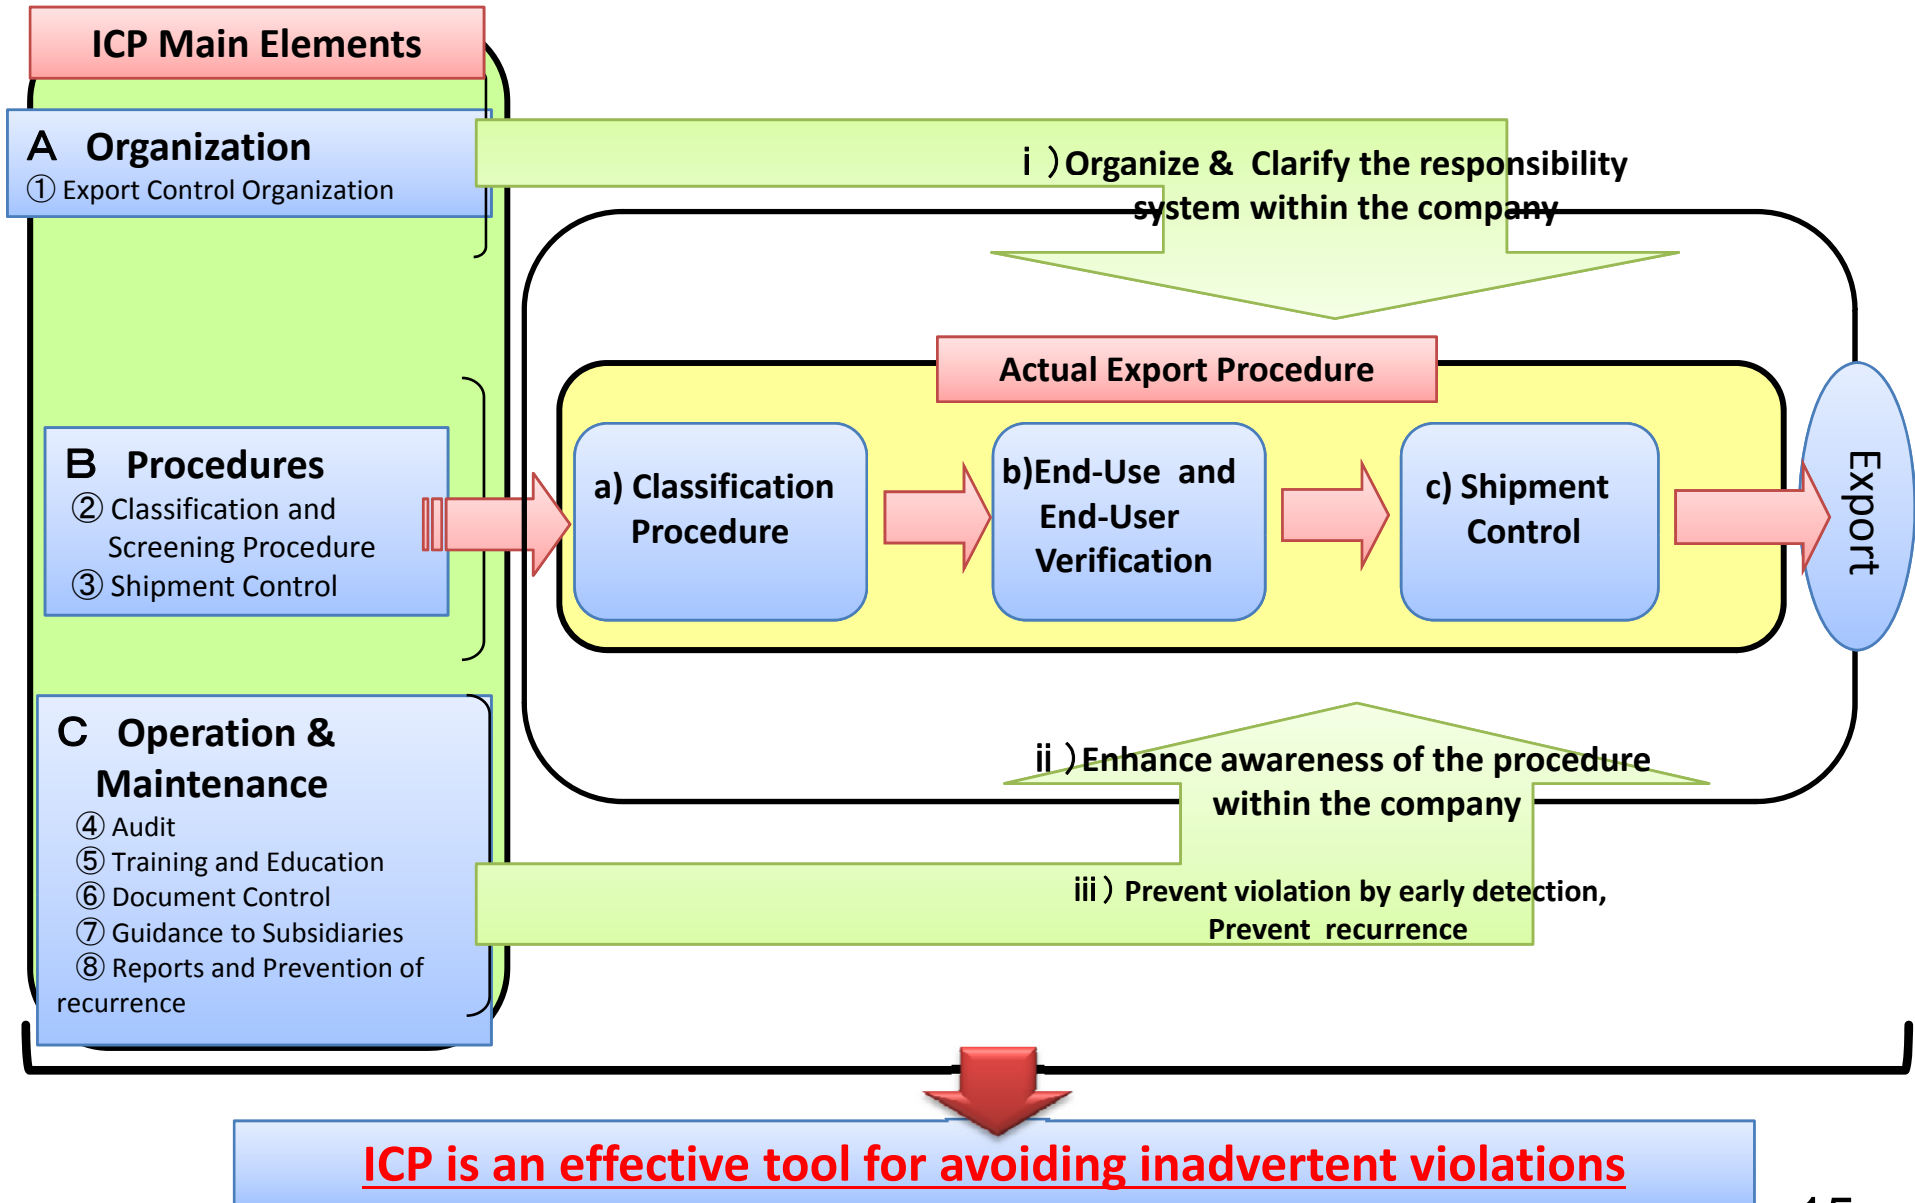 ICP Main Elements
A Organization
① Export Control Organization
ⅰ）Organize & Clarify the responsibility
system within the company
Actual Export Procedure
B Procedures
② Classification and
Screening Procedure
③ Shipment Control
a) Classification
Procedure
b)End-Use and
End-User
Verification
c) Shipment
Control
Export
C Operation &
Maintenance
④ Audit
⑤ Training and Education
⑥ Document Control
⑦ Guidance to Subsidiaries
⑧ Reports and Prevention of
recurrence
ⅱ）Enhance awareness of the procedure
within the company
ⅲ）Prevent violation by early detection,
Prevent recurrence
ICP is an effective tool for avoiding inadvertent violations